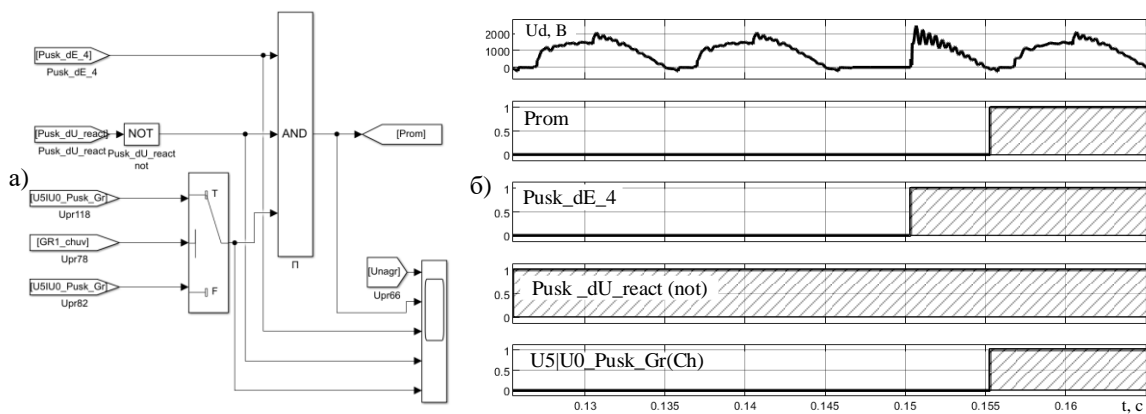 а)
[Pusk_dE_4]
Pusk_dE_4
[Pusk_dU_react]
Pusk_dU_react
NOT
Pusk_dU_react
not
[U5IU0_Pusk_Gr]
Upr118
[GR1_chuv]
Upr78
[U5IU0_Pusk_Gr]
Upr82
T
F
AND
П
[Prom]
[Unagr]
Upr66
б)
Ud, В
2000
1000
0
Prom
1
0.5
0
Pusk_dE_4
1
0.5
0
Pusk _dU_react (not)
1
0.5
0
U5|U0_Pusk_Gr(Ch)
1
0.5
0
0.13 0.135 0.14 0.145 0.15 0.155 0.16 t, с